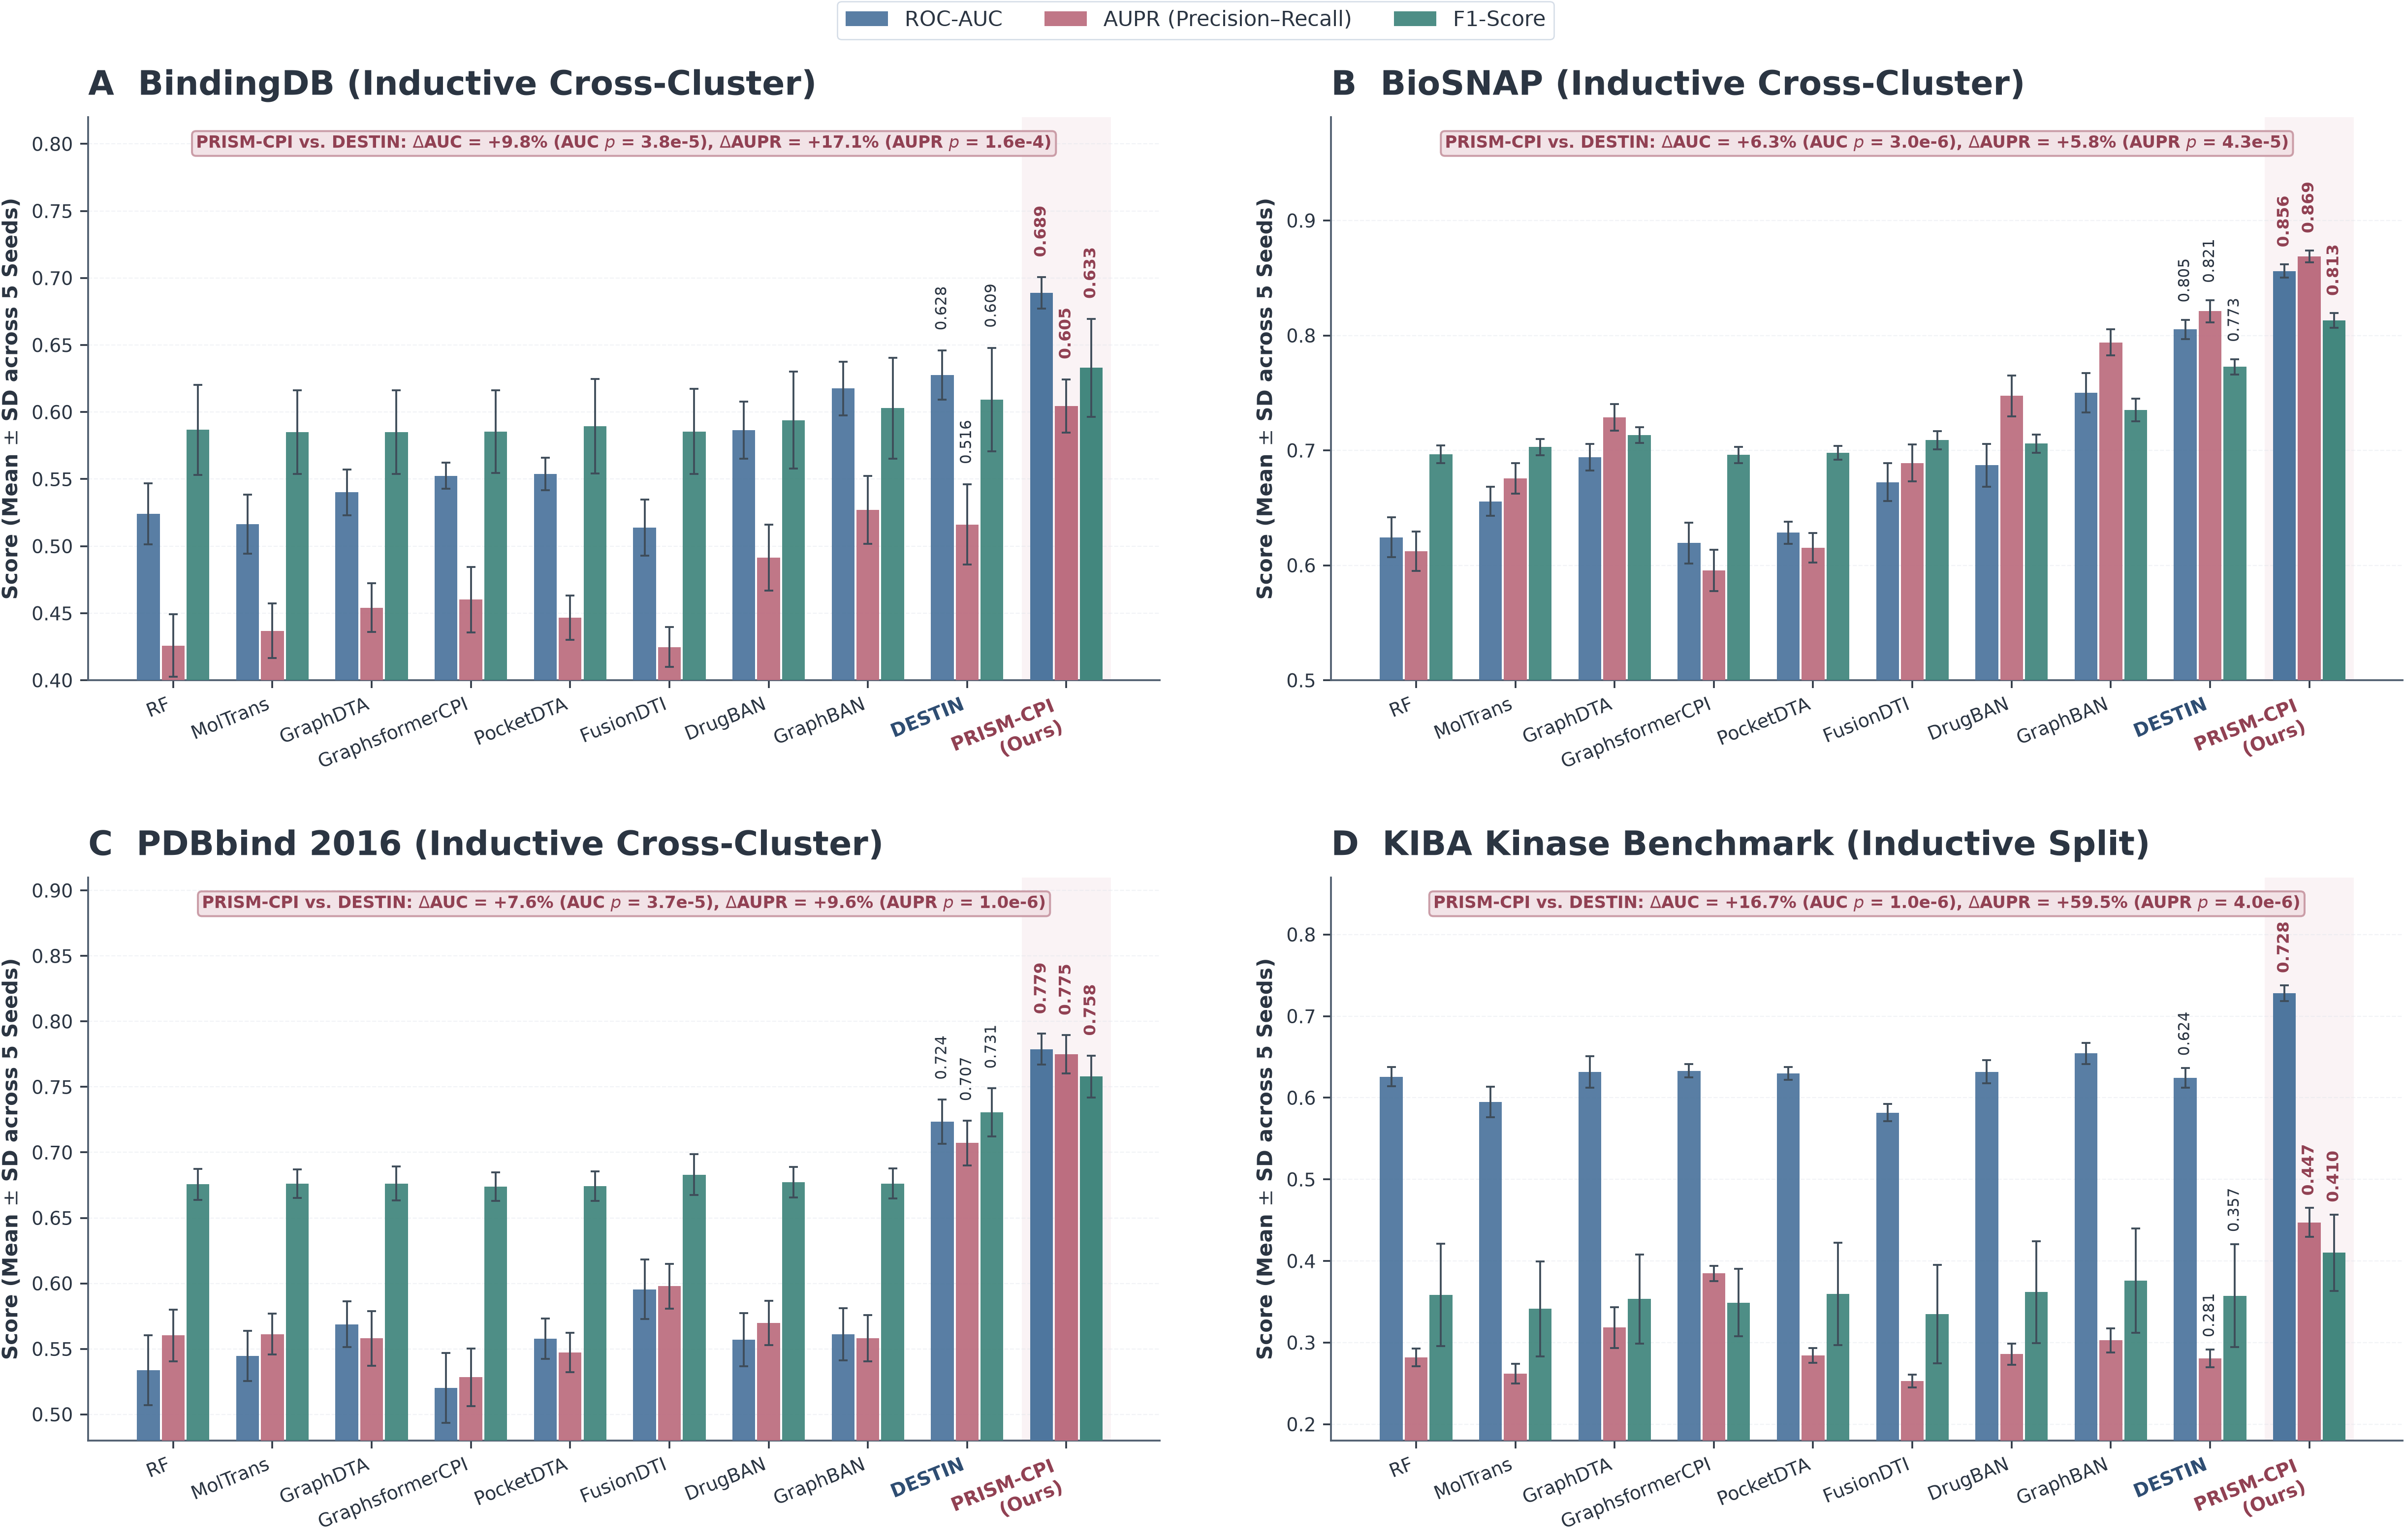 ROC-AUC AUPR (Precision–Recall) F1-Score
A BindingDB (Inductive Cross-Cluster)
PRISM-CPI vs. DESTIN: ΔAUC = +9.8% (AUC p = 3.8e-5), ΔAUPR = +17.1% (AUPR p = 1.6e-4)
Score (Mean ± SD across 5 Seeds)
0.80
0.75
0.70
0.65
0.60
0.55
0.50
0.45
0.40
0.628
0.516
0.609
0.689
0.605
0.633
RF
MolTrans
GraphDTA
GraphsformerCPI
PocketDTA
FusionDTI
DrugBAN
GraphBAN
DESTIN
PRISM-CPI
(Ours)
B BioSNAP (Inductive Cross-Cluster)
PRISM-CPI vs. DESTIN: ΔAUC = +6.3% (AUC p = 3.0e-6), ΔAUPR = +5.8% (AUPR p = 4.3e-5)
Score (Mean ± SD across 5 Seeds)
0.9
0.8
0.7
0.6
0.5
0.805
0.821
0.773
0.856
0.869
0.813
RF
MolTrans
GraphDTA
GraphsformerCPI
PocketDTA
FusionDTI
DrugBAN
GraphBAN
DESTIN
PRISM-CPI
(Ours)
C PDBbind 2016 (Inductive Cross-Cluster)
PRISM-CPI vs. DESTIN: ΔAUC = +7.6% (AUC p = 3.7e-5), ΔAUPR = +9.6% (AUPR p = 1.0e-6)
Score (Mean ± SD across 5 Seeds)
0.90
0.85
0.80
0.75
0.70
0.65
0.60
0.55
0.50
0.724
0.707
0.731
0.779
0.775
0.758
RF
MolTrans
GraphDTA
GraphsformerCPI
PocketDTA
FusionDTI
DrugBAN
GraphBAN
DESTIN
PRISM-CPI
(Ours)
D KIBA Kinase Benchmark (Inductive Split)
PRISM-CPI vs. DESTIN: ΔAUC = +16.7% (AUC p = 1.0e-6), ΔAUPR = +59.5% (AUPR p = 4.0e-6)
Score (Mean ± SD across 5 Seeds)
0.8
0.7
0.6
0.5
0.4
0.3
0.2
0.624
0.281
0.357
0.728
0.447
0.410
RF
MolTrans
GraphDTA
GraphsformerCPI
PocketDTA
FusionDTI
DrugBAN
GraphBAN
DESTIN
PRISM-CPI
(Ours)